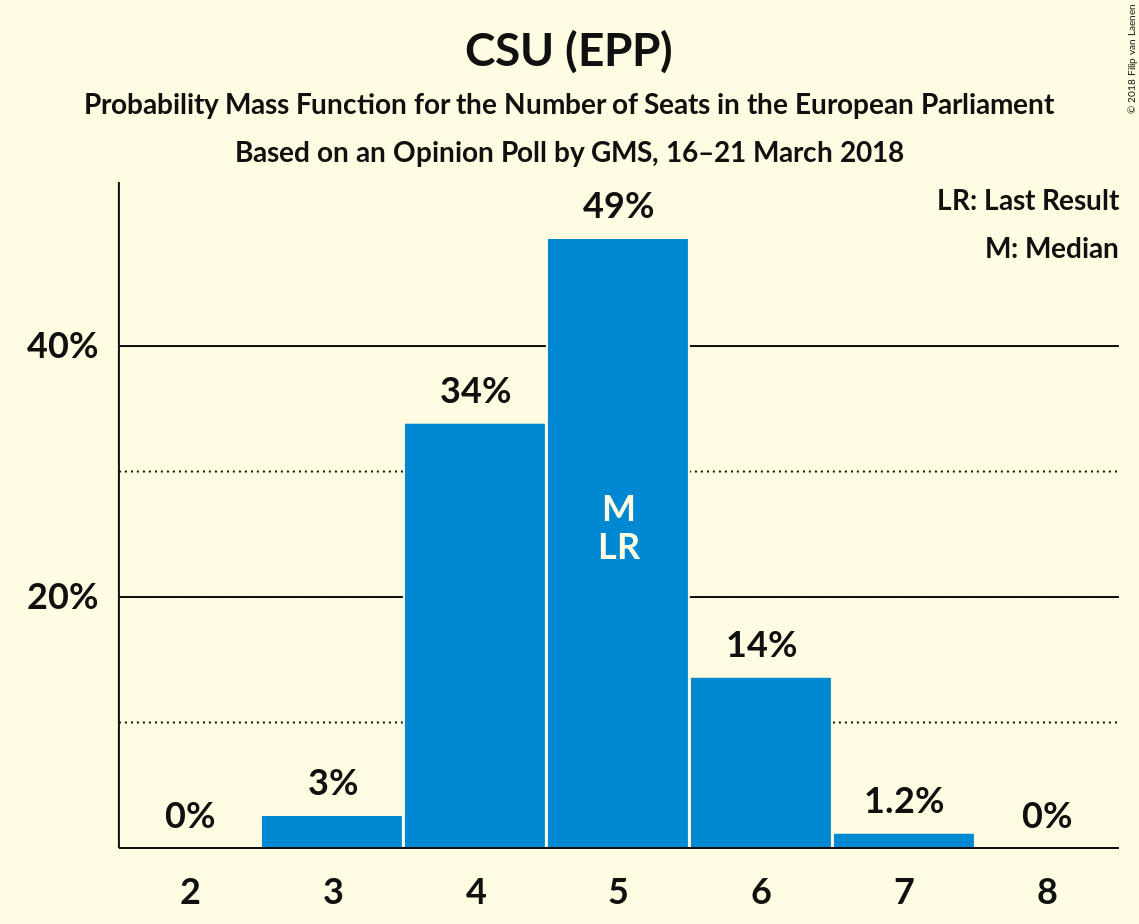 CSU (EPP)
Probability Mass Function for the Number of Seats in the European Parliament
Based on an Opinion Poll by GMS, 16–21 March 2018
© 2018 Filip van Laenen
LR: Last Result
M: Median
49%
40%
34%
M
LR
20%
14%
3%
1.2%
0%
0%
2 3 4 5 6 7 8